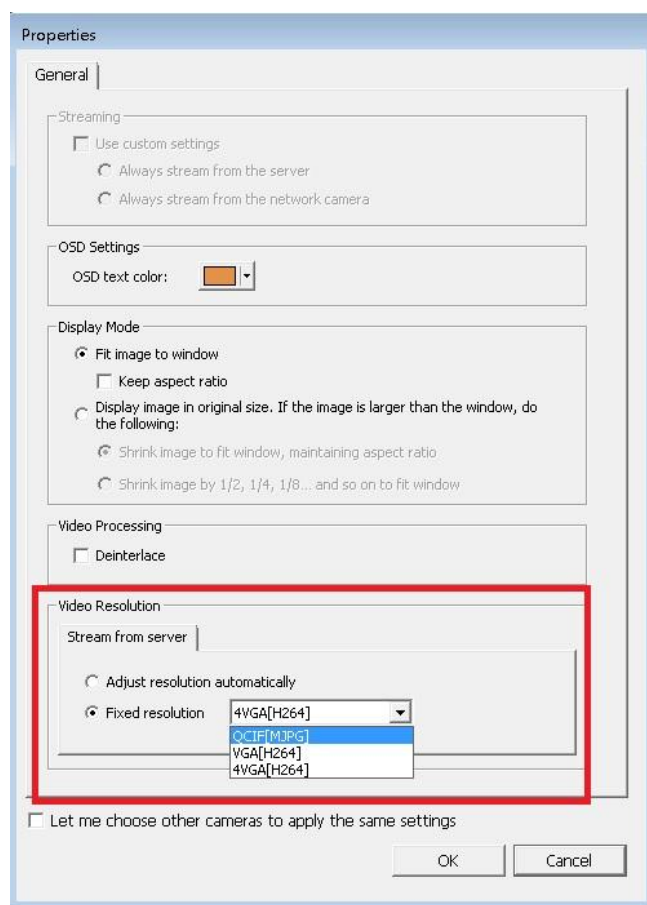 Properties
General
Streaming
Use custom settings
Always stream from the server
Always stream from the network camera
OSD Settings
OSD text color:
Display Mode
Fit image to window
Keep aspect ratio
Display image in original size. If the image is larger than the window, do
the following:
Shrink image to fit window, maintaining aspect ratio
Shrink image by 1/2, 1/4, 1/8... and so on to fit window
Video Processing
Deinterlace
Video Resolution
Stream from server
Adjust resolution automatically
Fixed resolution 4VGA[H264]
QCIF[MJPG]
VGA[H264]
4VGA[H264]
Let me choose other cameras to apply the same settings
OK Cancel